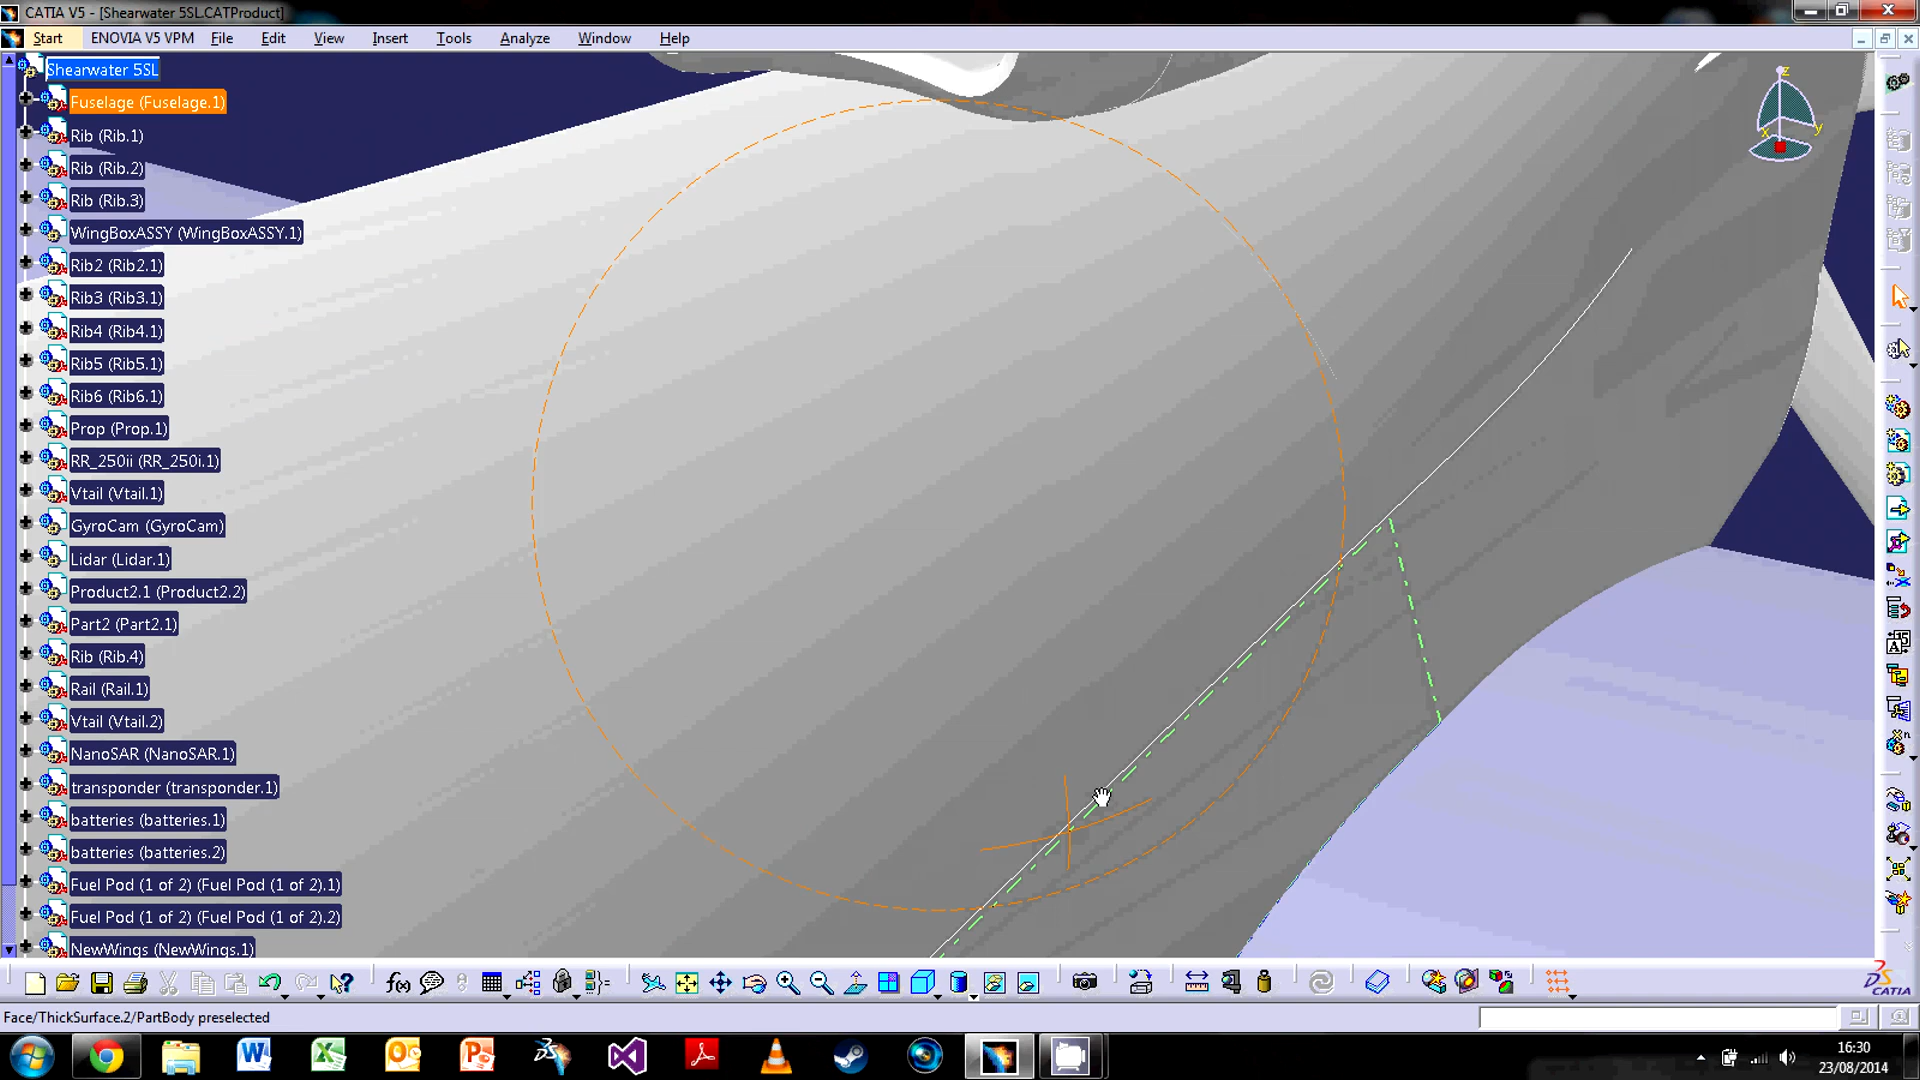 CATIA V5 - [Shearwater 5SL.CATProduct]
Start ENOVIA V5 VPM File Edit View Insert Tools Analyze Window Help
Shearwater 5SL
Fuselage (Fuselage.1)
Rib (Rib.1)
Rib (Rib.2)
Rib (Rib.3)
WingBoxASSY (WingBoxASSY.1)
Rib2 (Rib2.1)
Rib3 (Rib3.1)
Rib4 (Rib4.1)
Rib5 (Rib5.1)
Rib6 (Rib6.1)
Prop (Prop.1)
RR_250ii (RR_250i.1)
Vtail (Vtail.1)
GyroCam (GyroCam)
Lidar (Lidar.1)
Product2.1 (Product2.2)
Part2 (Part2.1)
Rib (Rib.4)
Rail (Rail.1)
Vtail (Vtail.2)
NanoSAR (NanoSAR.1)
transponder (transponder.1)
batteries (batteries.1)
batteries (batteries.2)
Fuel Pod (1 of 2) (Fuel Pod (1 of 2).1)
Fuel Pod (1 of 2) (Fuel Pod (1 of 2).2)
NewWings (NewWings.1)
z
x y
f(x)
CATIA
Face/ThickSurface.2/PartBody preselected
16:30
23/08/2014